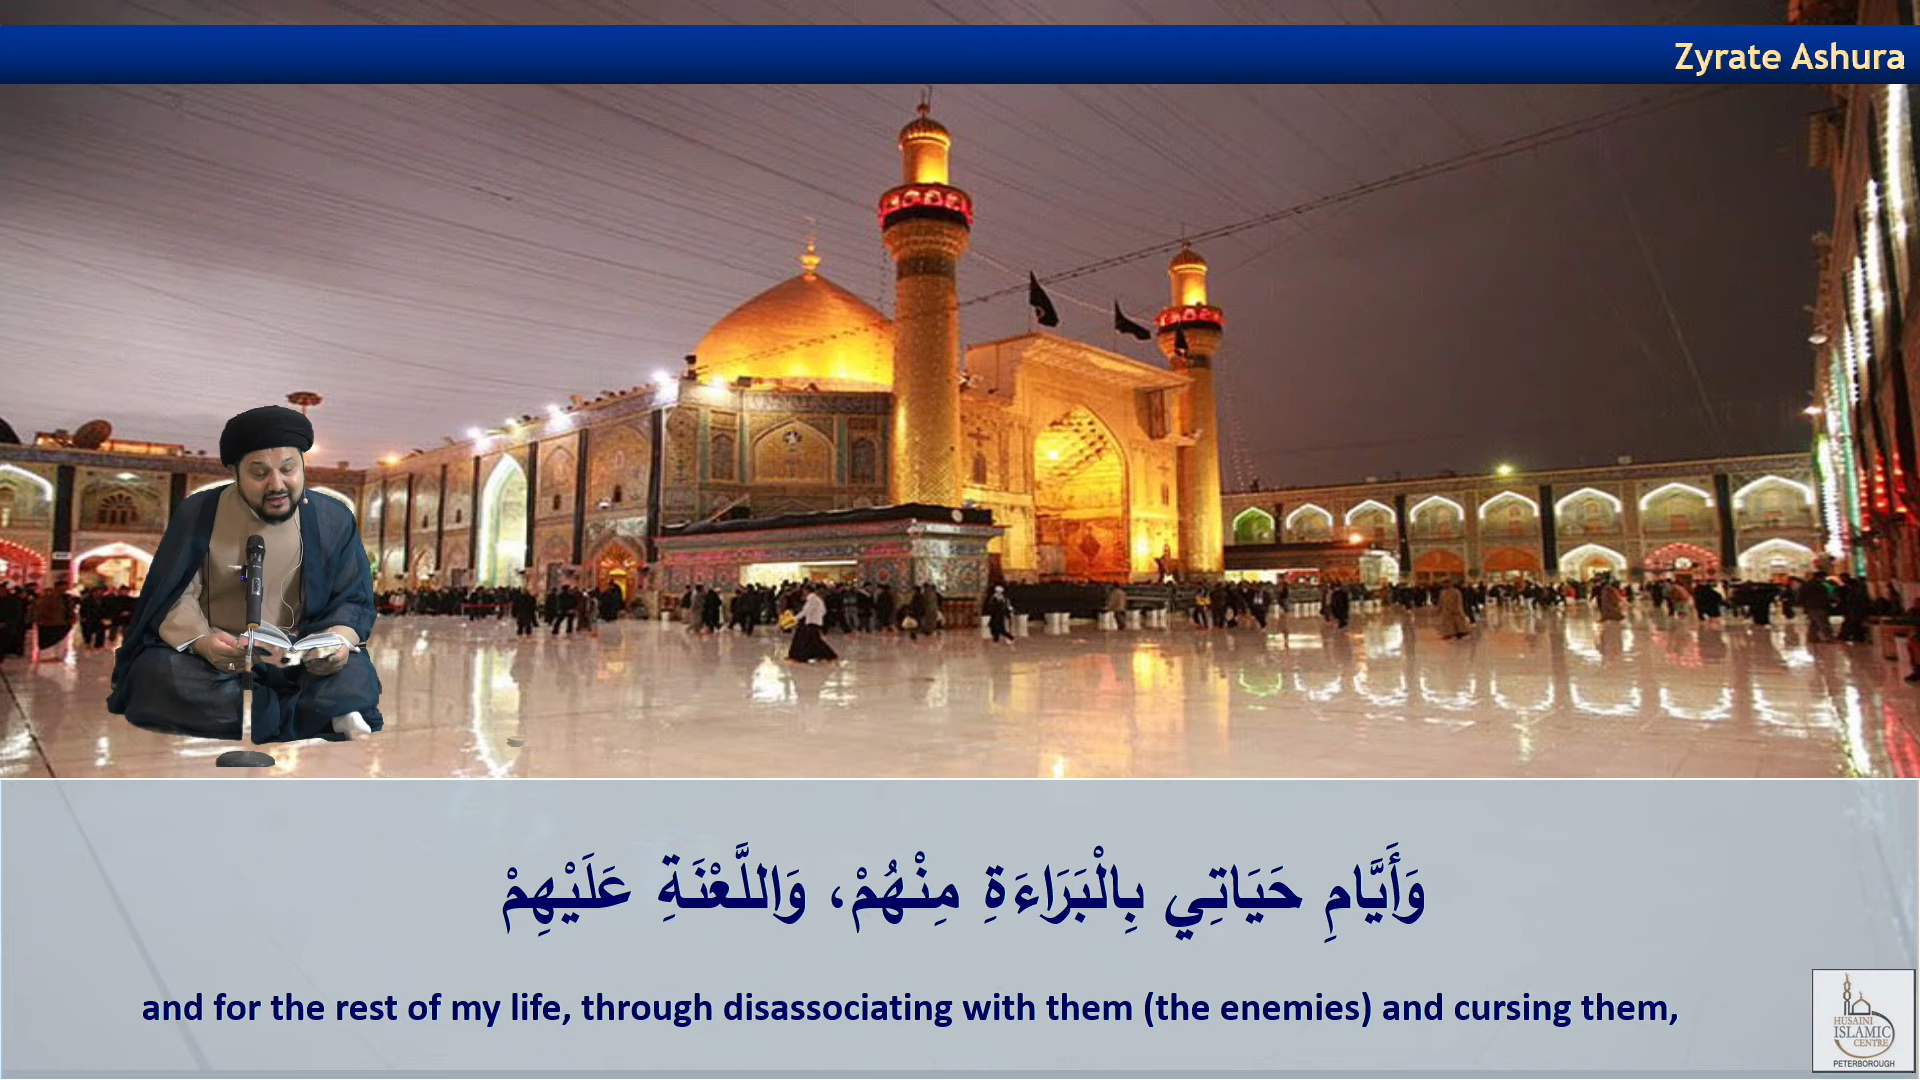 Zyrate Ashura
وَأَيَّامِ حَيَاتِي بِالْبَرَاءَةِ مِنْهُمْ، وَاللَّعْنَةِ عَلَيْهِمْ
and for the rest of my life, through disassociating with them (the enemies) and cursing them,
HUSAINI
ISLAMIC
CENTRE
PETERBOROUGH